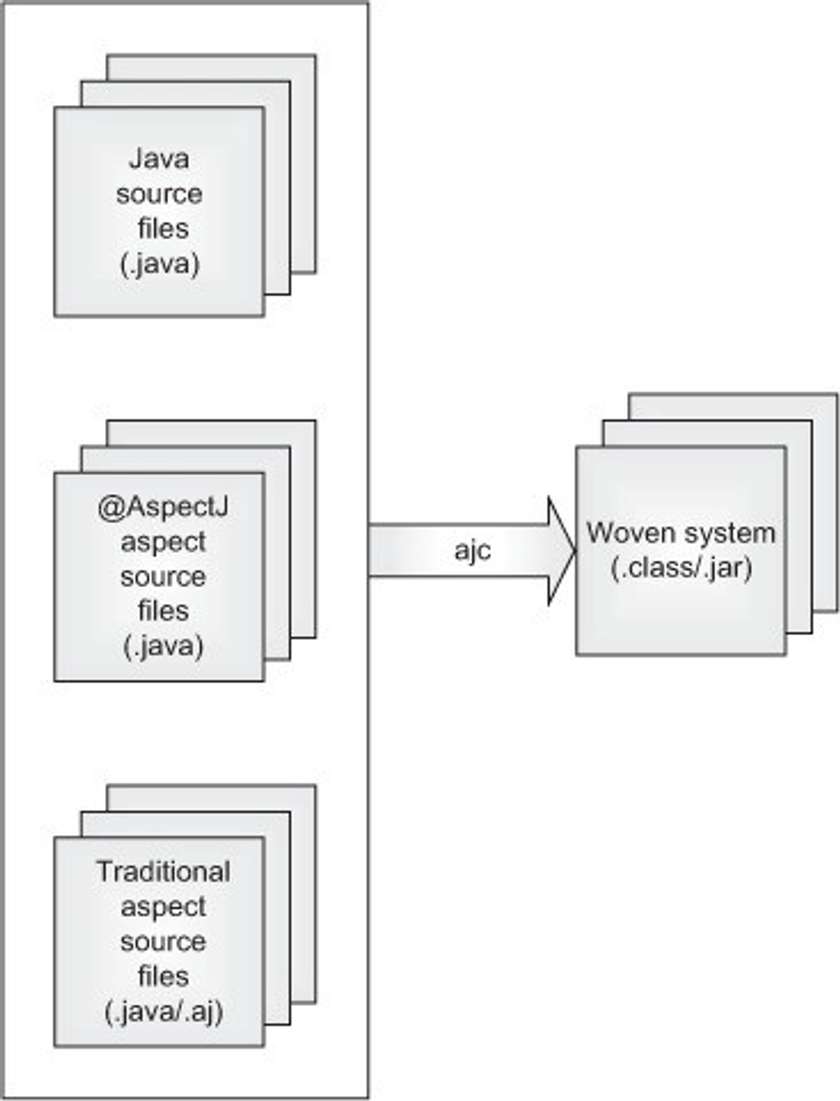 Java
source
files
(.java)
@AspectJ
aspect
source
files
(.java)
Traditional
aspect
source
files
(.java/.aj)
ajc
Woven system
(.class/.jar)